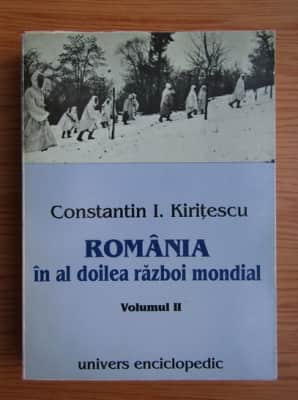 Constantin I. Kirițescu
ROMÂNIA
în al doilea război mondial
Volumul II
univers enciclopedic